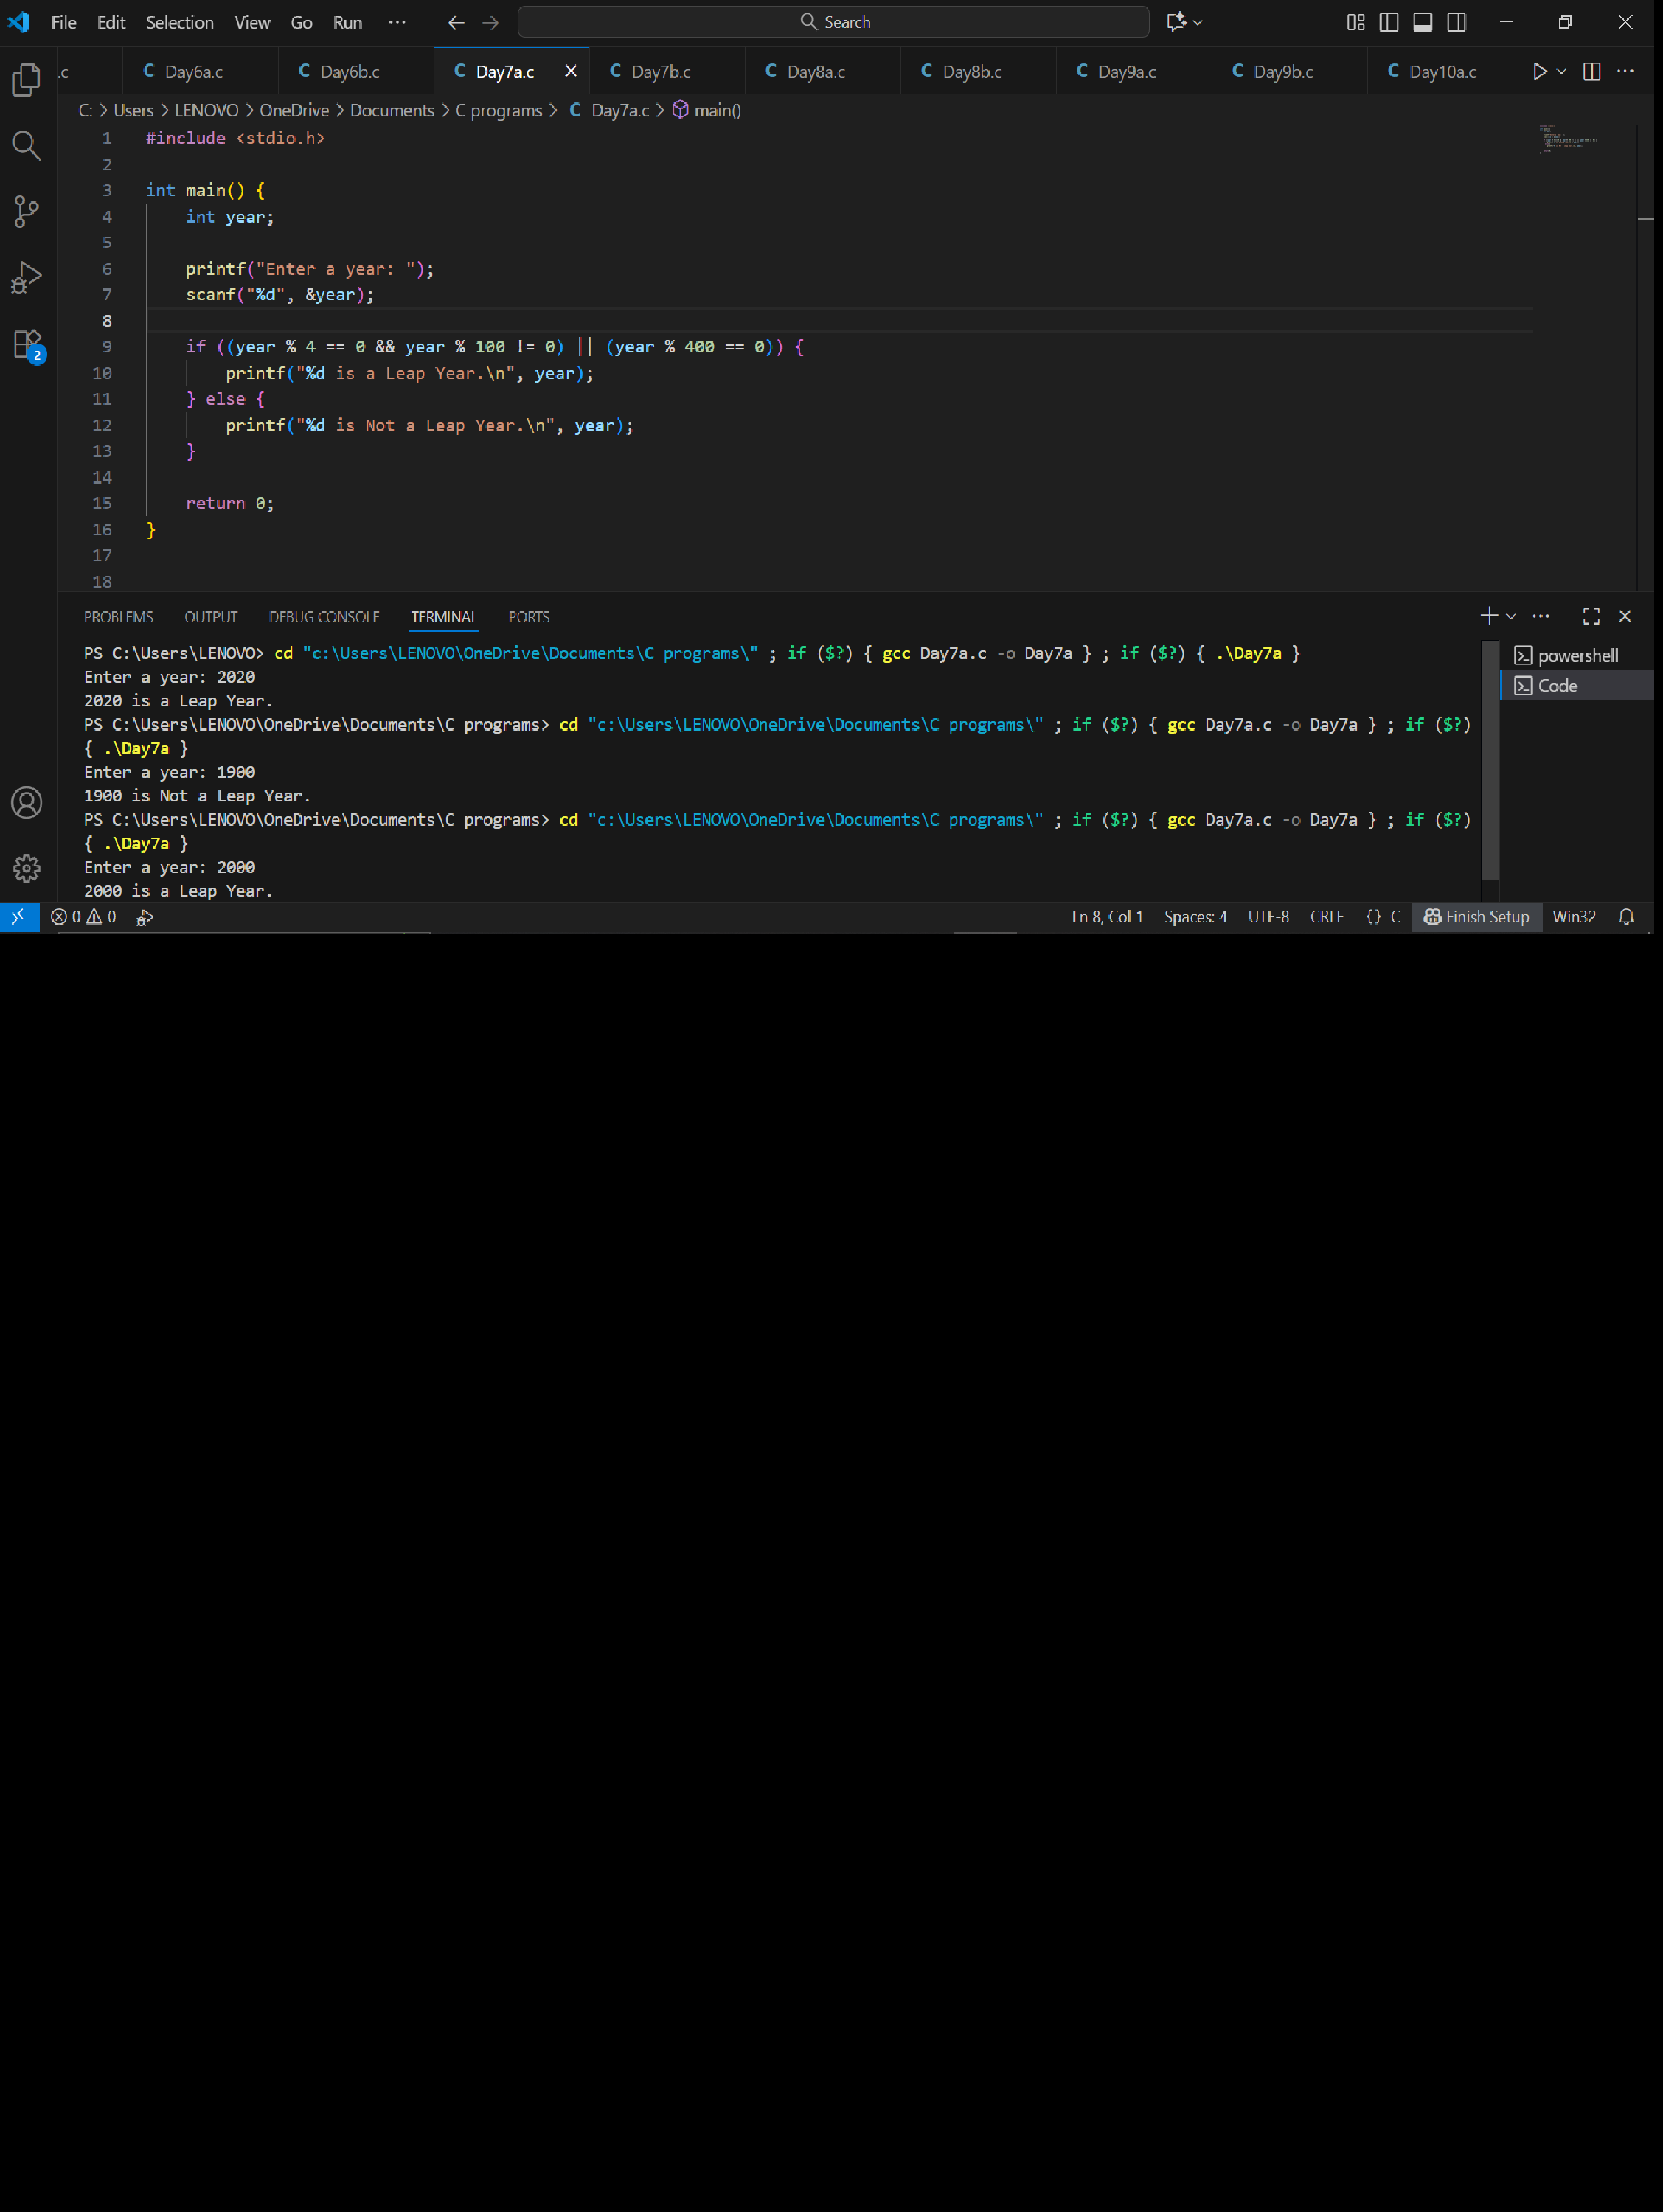 File Edit Selection View Go Run ··· Search
.c Day6a.c Day6b.c Day7a.c Day7b.c Day8a.c Day8b.c Day9a.c Day9b.c Day10a.c
C: > Users > LENOVO > OneDrive > Documents > C programs > C Day7a.c > main()
1 #include <stdio.h>
2
3 int main() {
4     int year;
5
6     printf("Enter a year: ");
7     scanf("%d", &year);
8
9     if ((year % 4 == 0 && year % 100 != 0) || (year % 400 == 0)) {
10         printf("%d is a Leap Year.\n", year);
11     } else {
12         printf("%d is Not a Leap Year.\n", year);
13     }
14
15     return 0;
16 }
17
18
2
PROBLEMS OUTPUT DEBUG CONSOLE TERMINAL PORTS
PS C:\Users\LENOVO> cd "c:\Users\LENOVO\OneDrive\Documents\C programs\" ; if ($?) { gcc Day7a.c -o Day7a } ; if ($?) { .\Day7a }
Enter a year: 2020
2020 is a Leap Year.
PS C:\Users\LENOVO\OneDrive\Documents\C programs> cd "c:\Users\LENOVO\OneDrive\Documents\C programs\" ; if ($?) { gcc Day7a.c -o Day7a } ; if ($?)
{ .\Day7a }
Enter a year: 1900
1900 is Not a Leap Year.
PS C:\Users\LENOVO\OneDrive\Documents\C programs> cd "c:\Users\LENOVO\OneDrive\Documents\C programs\" ; if ($?) { gcc Day7a.c -o Day7a } ; if ($?)
{ .\Day7a }
Enter a year: 2000
2000 is a Leap Year.
powershell
Code
0 0 Ln 8, Col 1 Spaces: 4 UTF-8 CRLF {} C Finish Setup Win32